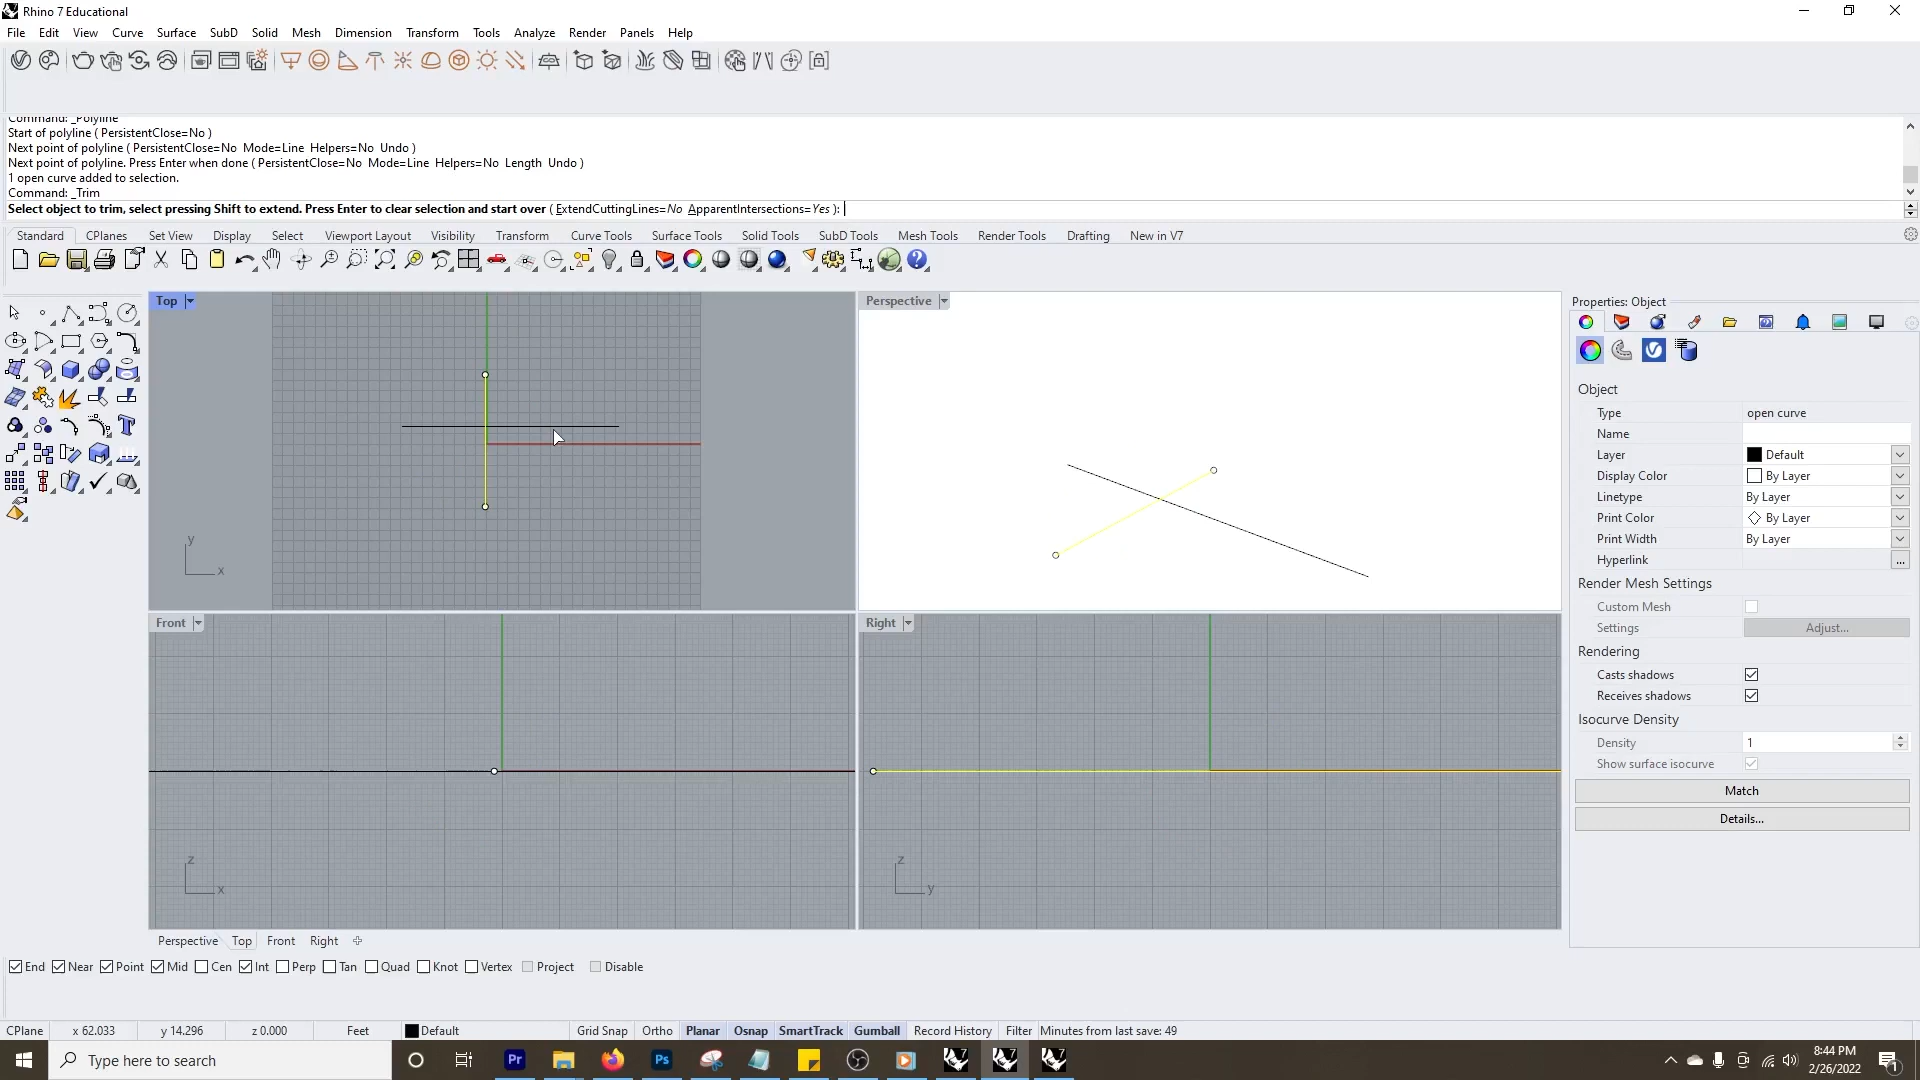 Rhino 7 Educational
File Edit View Curve Surface SubD Solid Mesh Dimension Transform Tools Analyze Render Panels Help
Command: _Polyline
Start of polyline ( PersistentClose=No )
Next point of polyline ( PersistentClose=No Mode=Line Helpers=No Undo )
Next point of polyline. Press Enter when done ( PersistentClose=No Mode=Line Helpers=No Length Undo )
1 open curve added to selection.
Command: _Trim
Select object to trim, select pressing Shift to extend. Press Enter to clear selection and start over ( ExtendCuttingLines=No ApparentIntersections=Yes ):
Standard CPlanes Set View Display Select Viewport Layout Visibility Transform Curve Tools Surface Tools Solid Tools SubD Tools Mesh Tools Render Tools Drafting New in V7
Top
Perspective
Properties: Object
Object
Type open curve
Name
Layer Default
Display Color By Layer
Linetype By Layer
Print Color By Layer
Print Width By Layer
Hyperlink ...
Render Mesh Settings
Custom Mesh
Settings Adjust...
Rendering
Casts shadows
Receives shadows
Isocurve Density
Density 1
Show surface isocurve
Match
Details...
y
x
Front
Right
z
x
z
y
Perspective Top Front Right
End Near Point Mid Cen Int Perp Tan Quad Knot Vertex Project Disable
CPlane x 62.033 y 14.296 z 0.000 Feet Default Grid Snap Ortho Planar Osnap SmartTrack Gumball Record History Filter Minutes from last save: 49
Type here to search
Pr
Ps
7
7
7
8:44 PM
2/26/2022
1